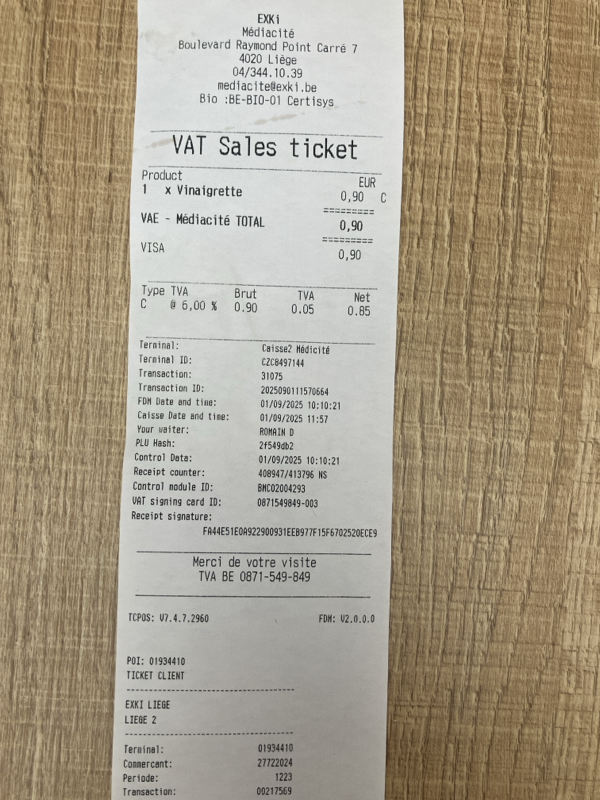 EXKi
Médiacité
Boulevard Raymond Point Carré 7
4020 Liège
04/344.10.39
mediacite@exki.be
Bio :BE-BIO-01 Certisys
VAT Sales ticket
Product EUR
1 x Vinaigrette 0,90 C
=========
VAE - Médiacité TOTAL 0,90
=========
VISA 0,90
Type TVA Brut TVA Net
C @ 6,00 % 0.90 0.05 0.85
Terminal: Caisse2 Médicité
Terminal ID: CZC8497144
Transaction: 31075
Transaction ID: 2025090111570664
FDM Date and time: 01/09/2025 10:10:21
Caisse Date and time: 01/09/2025 11:57
Your waiter: ROMAIN D
PLU Hash: 2f549db2
Control Data: 01/09/2025 10:10:21
Receipt counter: 408947/413796 NS
Control module ID: BMC02004293
VAT signing card ID: 0871549849-003
Receipt signature:
FA44E51E0A922900931EEB977F15F6702520ECE9
Merci de votre visite
TVA BE 0871-549-849
TCPOS: V7.4.7.2960 FDM: V2.0.0.0
POI: 01934410
TICKET CLIENT
--------------------------------
EXKI LIEGE
LIEGE 2
--------------------------------
Terminal: 01934410
Commercant: 27722024
Periode: 1223
Transaction: 00217569